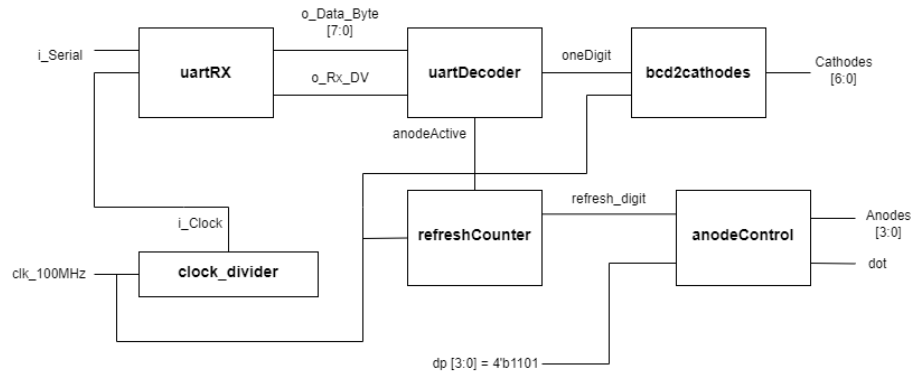 o_Data_Byte
[7:0]
i_Serial
uartRX
o_Rx_DV
uartDecoder
oneDigit
bcd2cathodes
Cathodes
[6:0]
anodeActive
i_Clock
refreshCounter
refresh_digit
anodeControl
Anodes
[3:0]
dot
clk_100MHz
clock_divider
dp [3:0] = 4'b1101